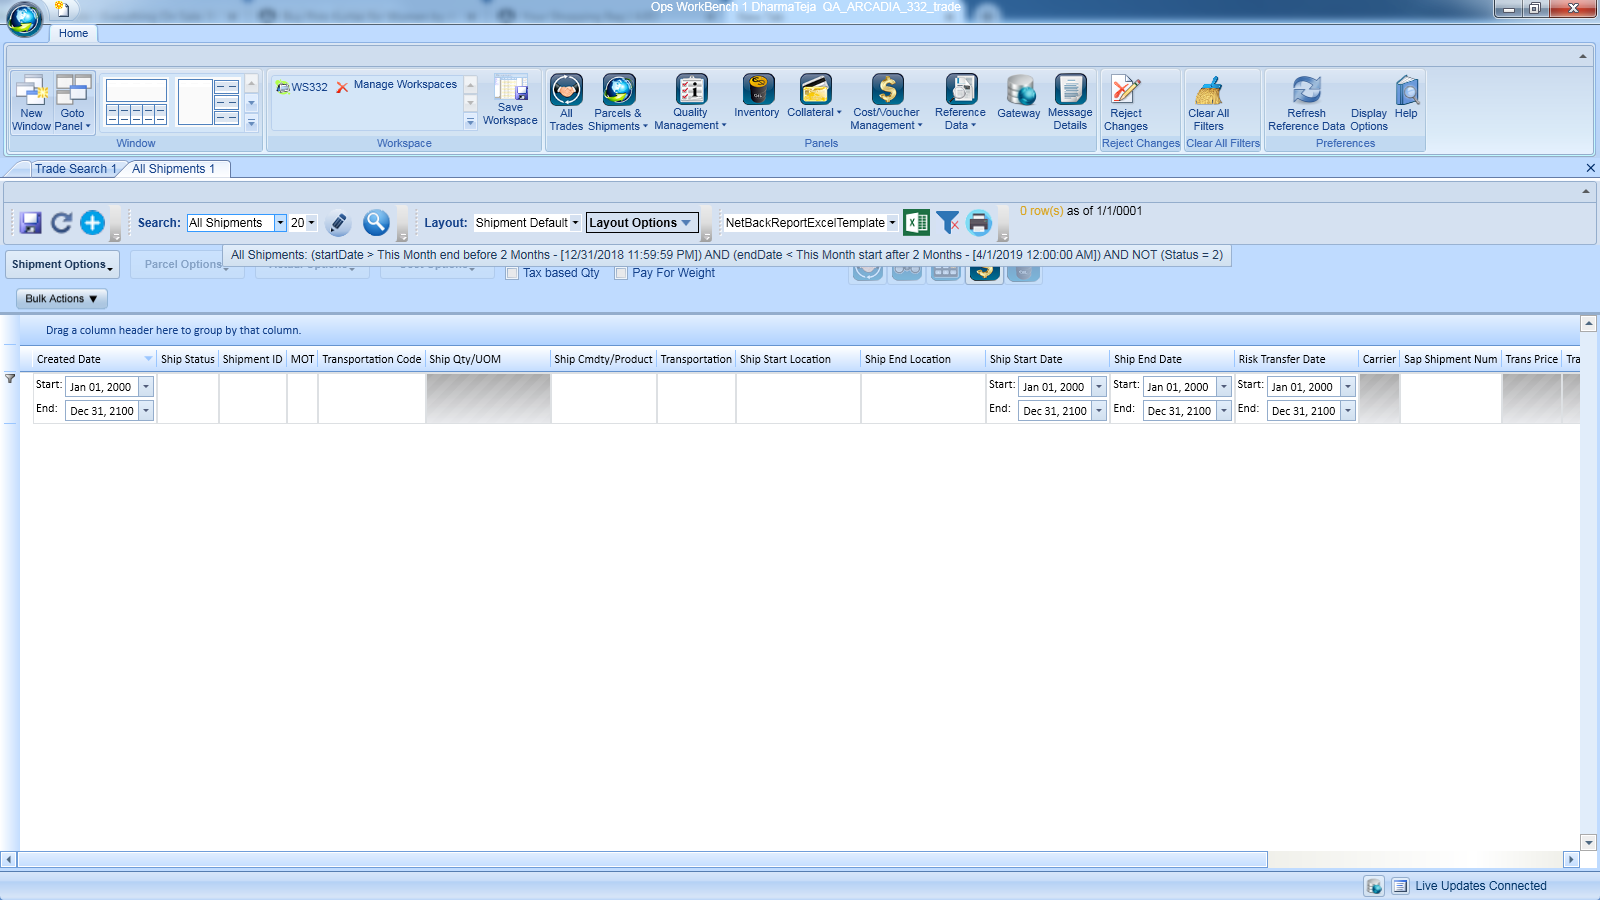 Ops WorkBench 1 DharmaTeja  QA_ARCADIA_332_trade
Home
New Window
Goto Panel
Window
WS332
Manage Workspaces
Save Workspace
Workspace
All Trades
Parcels & Shipments
Quality Management
Inventory
Collateral
Cost/Voucher Management
Reference Data
Gateway
Message Details
Panels
Reject Changes
Reject Changes
Clear All Filters
Clear All Filters
Refresh Reference Data
Display Options
Help
Preferences
Trade Search 1
All Shipments 1
Search: All Shipments 20
Layout: Shipment Default
Layout Options
NetBackReportExcelTemplate
0 row(s) as of 1/1/0001
All Shipments: (startDate > This Month end before 2 Months - [12/31/2018 11:59:59 PM]) AND (endDate < This Month start after 2 Months - [4/1/2019 12:00:00 AM]) AND NOT (Status = 2)
Shipment Options
Parcel Options
Tax based Qty
Pay For Weight
Bulk Actions ▼
Drag a column header here to group by that column.
Created Date Ship Status Shipment ID MOT Transportation Code Ship Qty/UOM Ship Cmdty/Product Transportation Ship Start Location Ship End Location Ship Start Date Ship End Date Risk Transfer Date Carrier Sap Shipment Num Trans Price Tra
Start: Jan 01, 2000 Start: Jan 01, 2000 Start: Jan 01, 2000 Start: Jan 01, 2000
End: Dec 31, 2100 End: Dec 31, 2100 End: Dec 31, 2100 End: Dec 31, 2100
Live Updates Connected